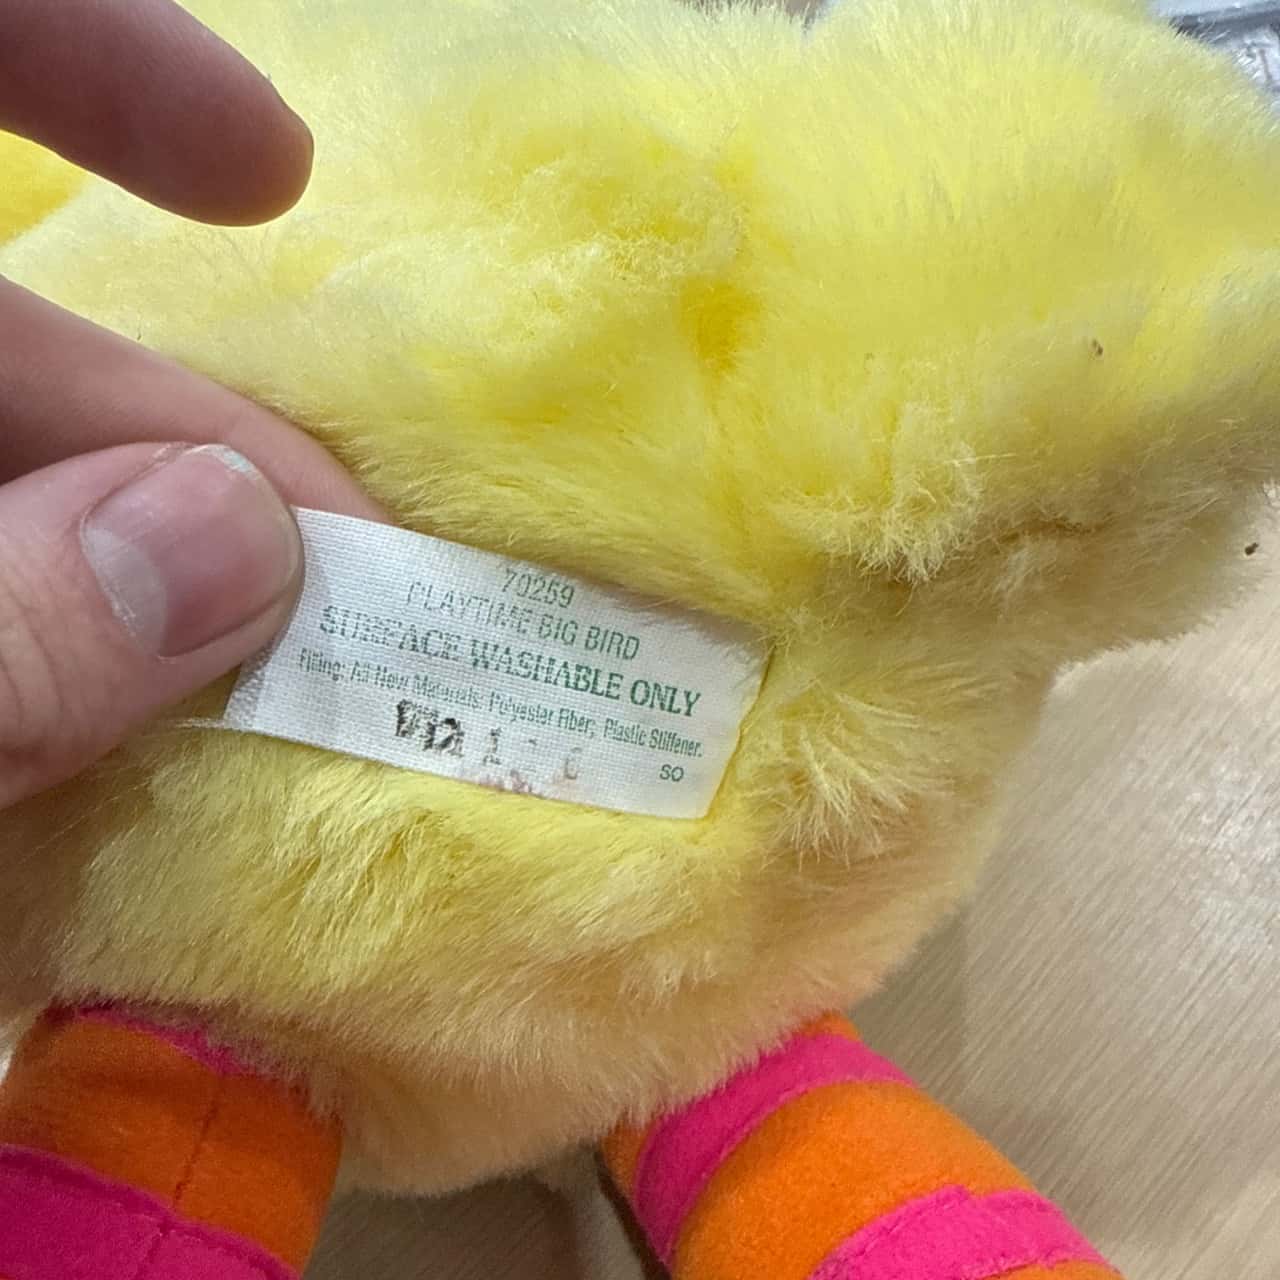 70259
PLAYTIME BIG BIRD
SURFACE WASHABLE ONLY
Filling: All New Materials: Polyester Fiber; Plastic Stiffener.
SO